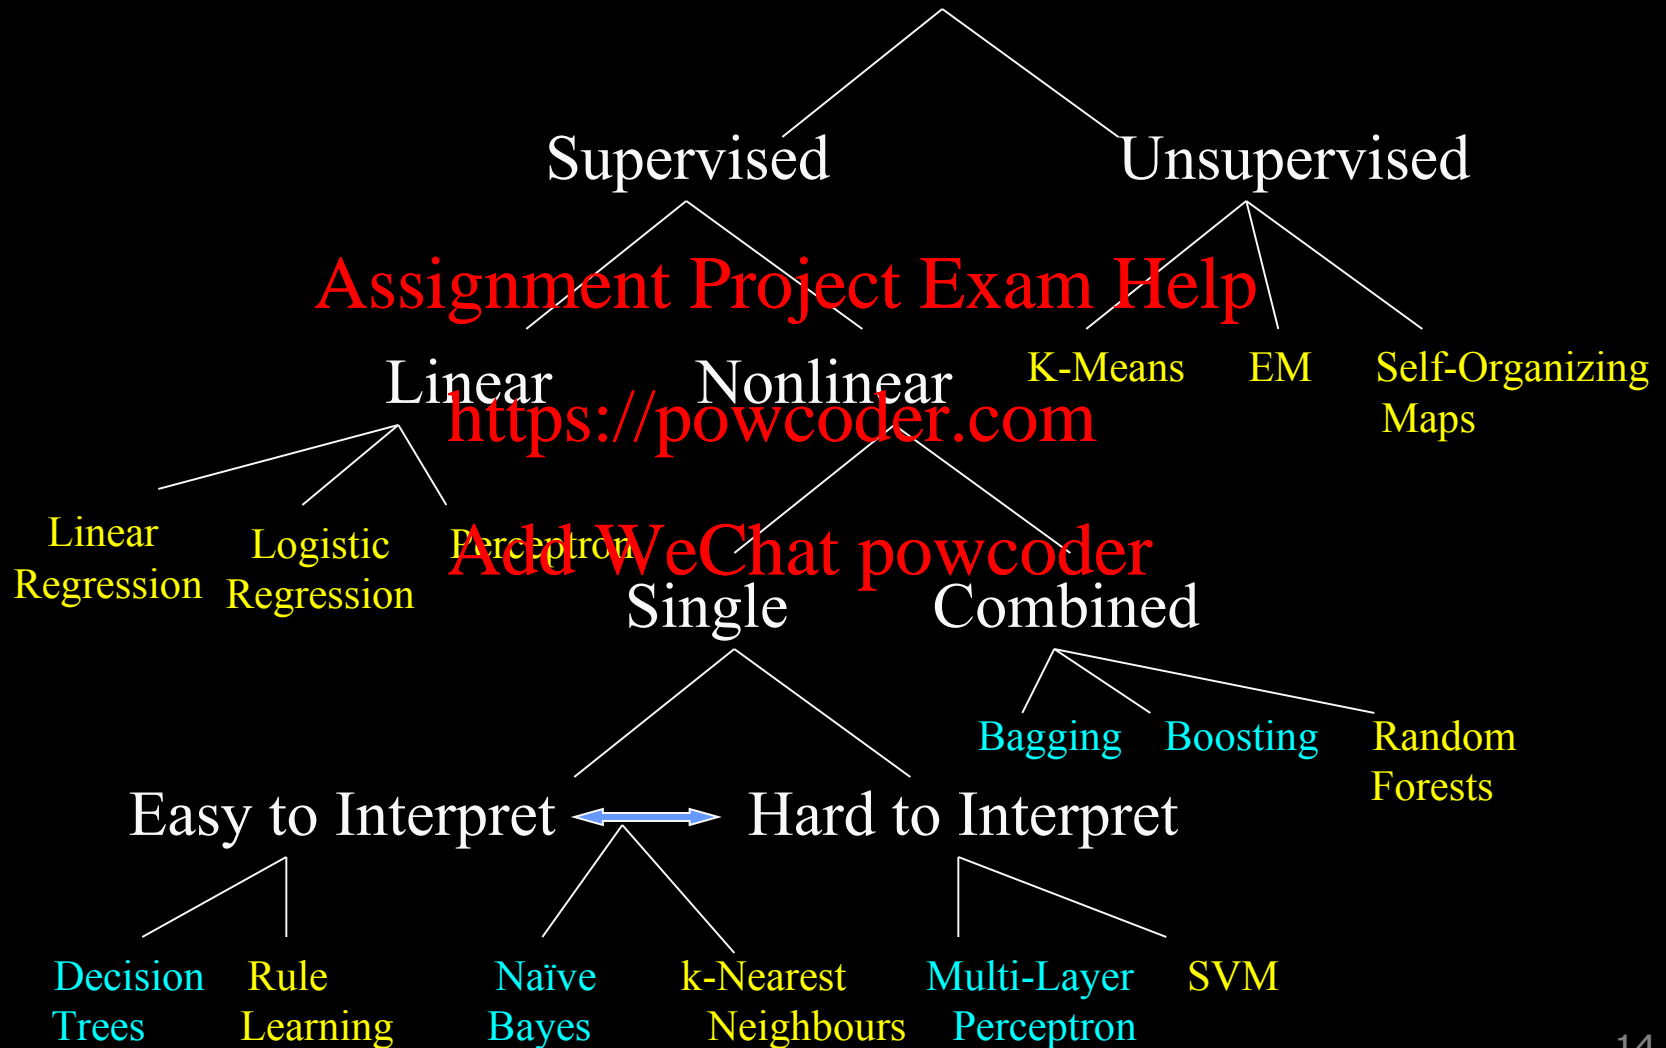 Supervised Unsupervised
Assignment Project Exam Help
Linear Nonlinear K-Means EM Self-Organizing
Maps
https://powcoder.com
Linear Logistic Perceptron
Regression Regression
Add WeChat powcoder
Single Combined
Bagging Boosting Random
Forests
Easy to Interpret Hard to Interpret
Decision Rule Naïve k-Nearest Multi-Layer SVM
Trees Learning Bayes Neighbours Perceptron
14